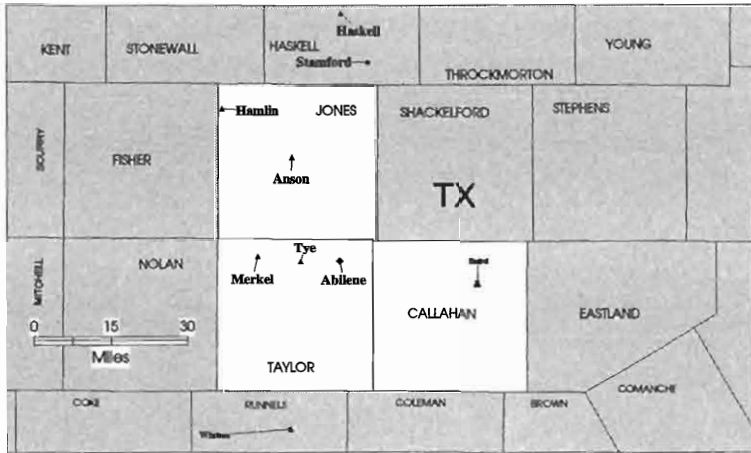 Haskell
KENT
STONEWALL
HASKELL
YOUNG
Stamford
THROCKMORTON
Hamlin
JONES
SHACKELFORD
STEPHENS
SCURRY
FISHER
Anson
TX
Tye
MITCHELL
NOLAN
Merkel
Abilene
Baird
CALLAHAN
EASTLAND
0 15 30
Miles
TAYLOR
COMANCHE
COKE
RUNNELS
COLEMAN
BROWN